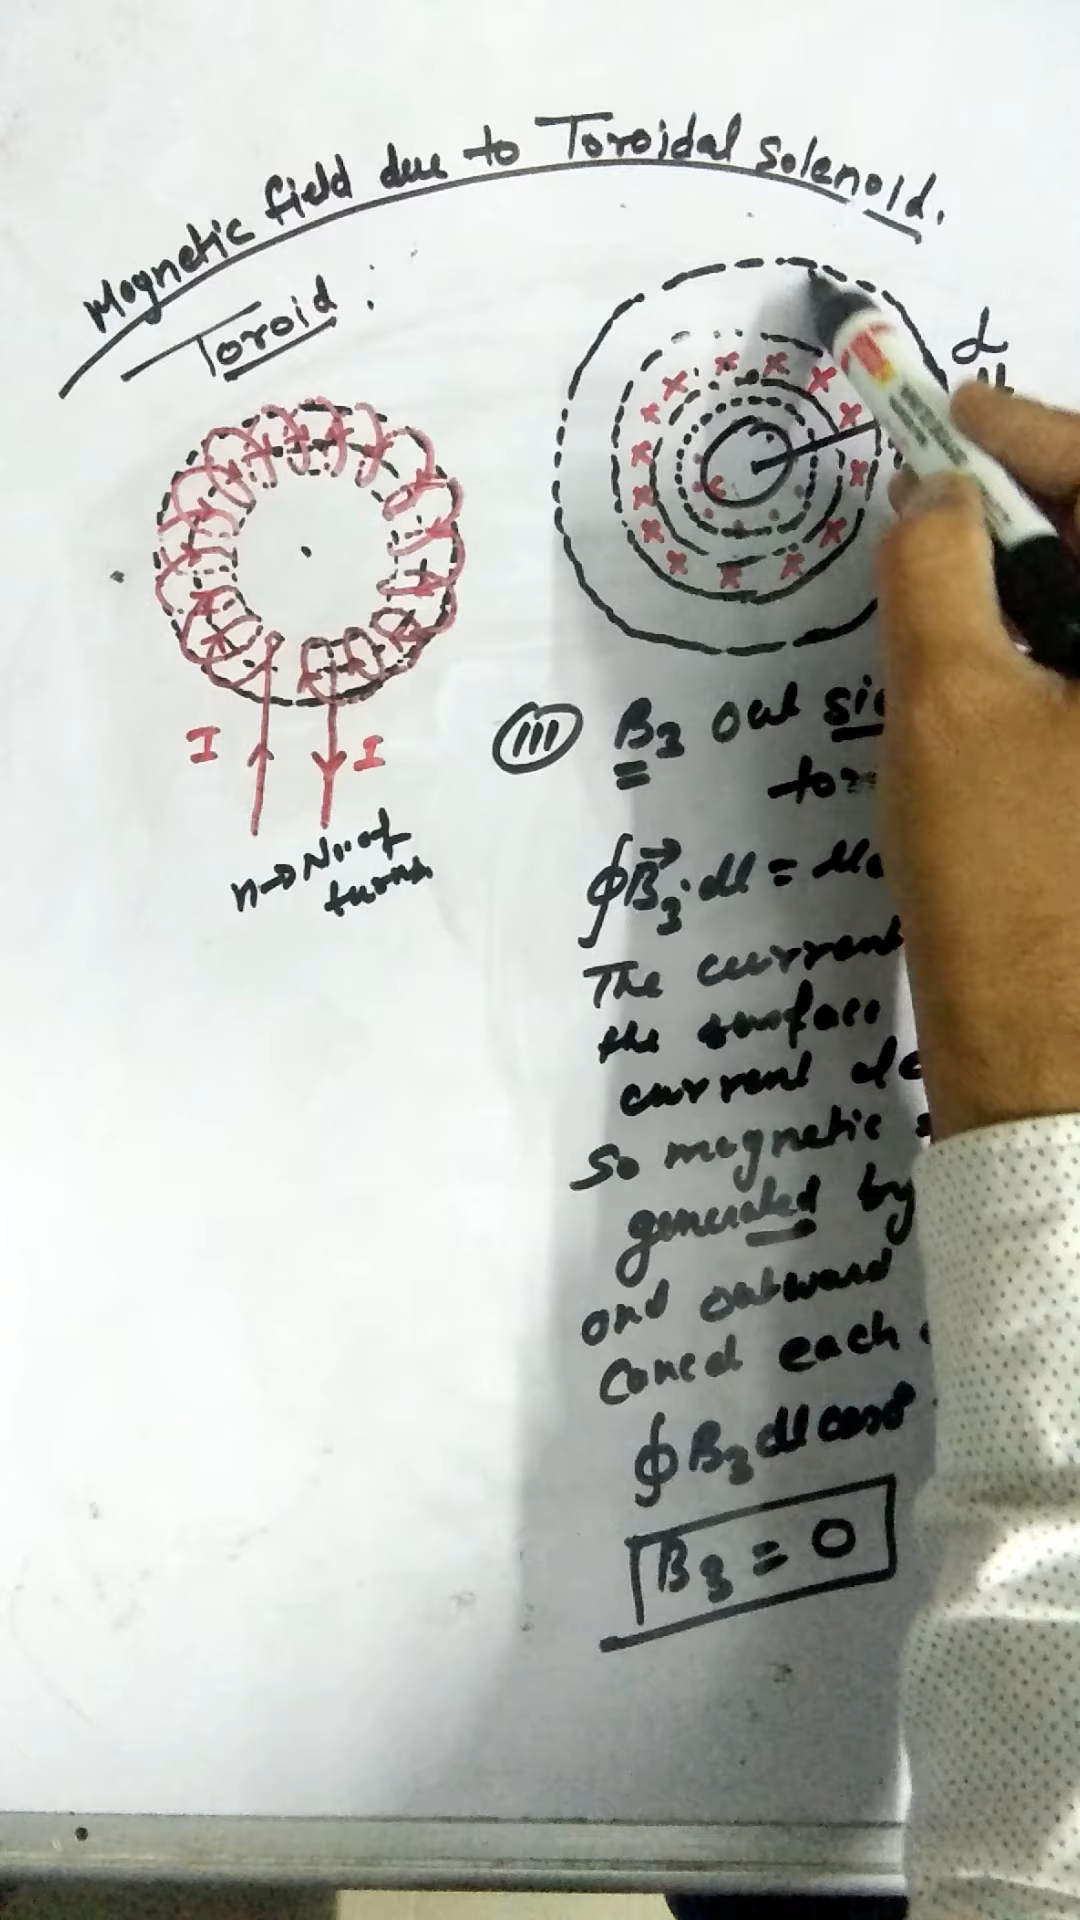 Magnetic field due to Toroidal Solenoid.
Toroid :
I
I
n→No. of
turns
L
(III) B3 out
∮B⃗3.dl = μ
The current
the surface
current
So magnetic
generated by
and outward
Cancel each
∮B3 dl cosθ
B3 = 0